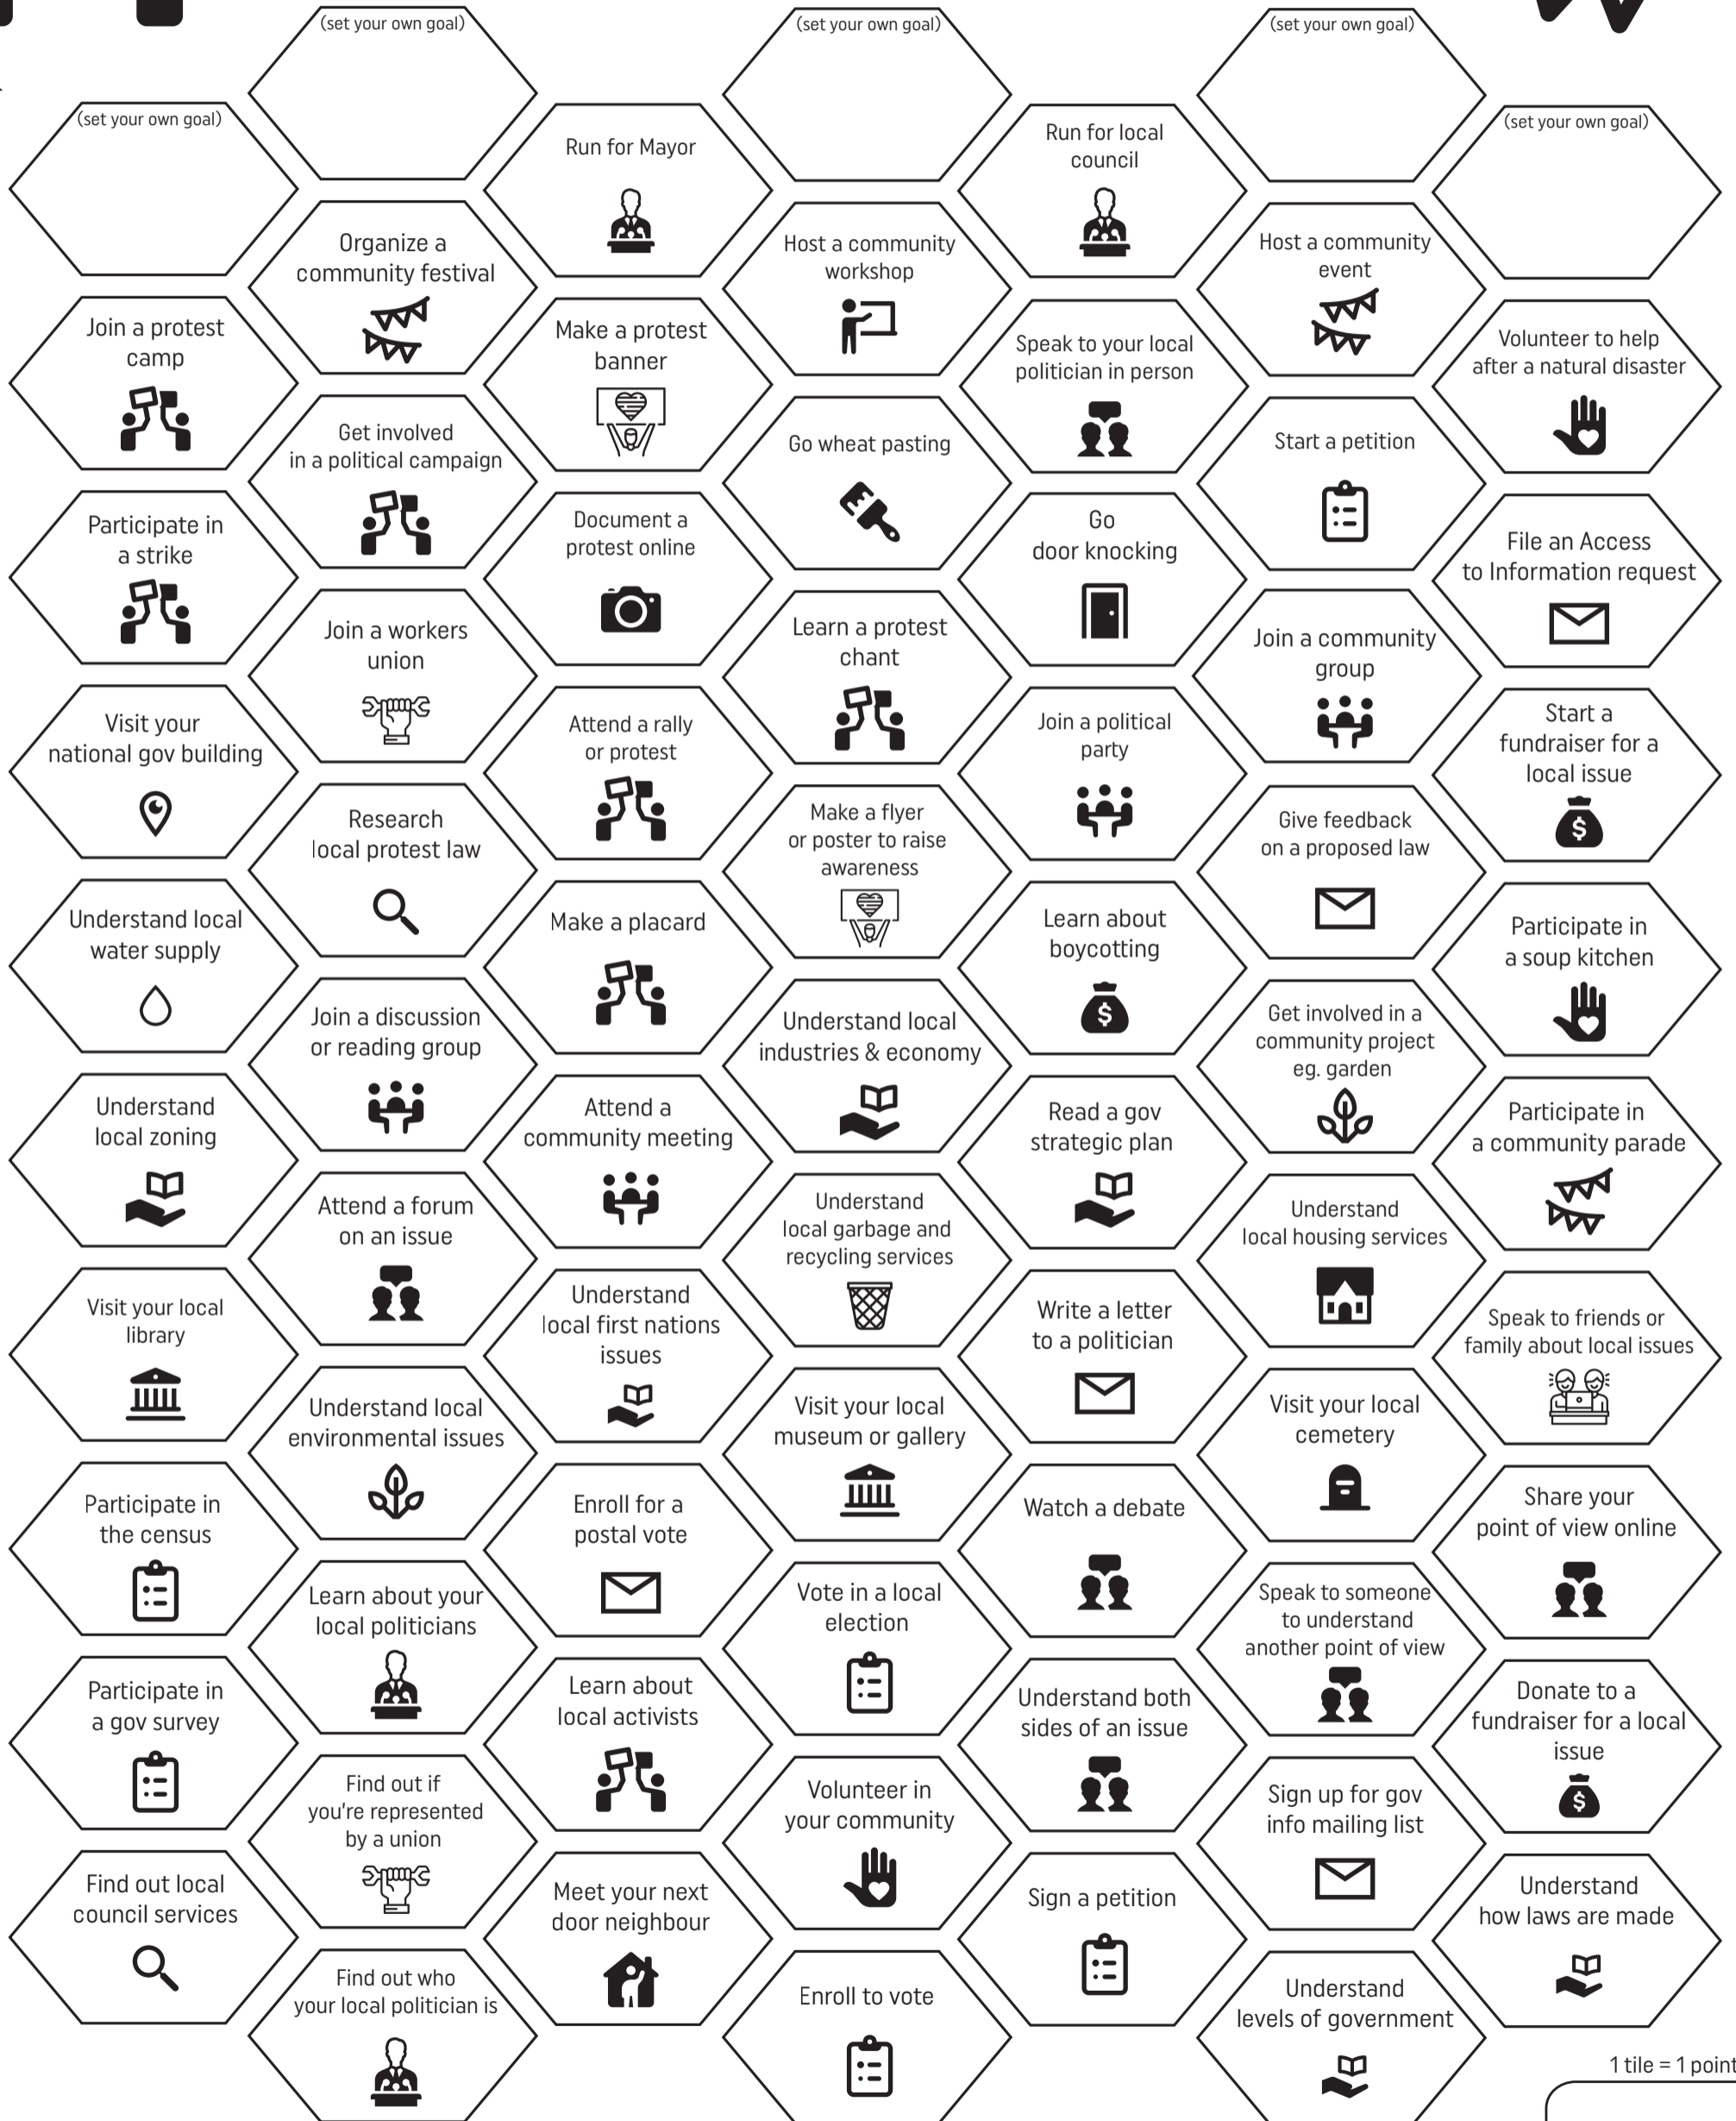 (set your own goal)
(set your own goal)
(set your own goal)
(set your own goal)
(set your own goal)
Run for Mayor
Run for local
council
Organize a
community festival
Host a community
workshop
Host a community
event
Join a protest
camp
Make a protest
banner
Speak to your local
politician in person
Volunteer to help
after a natural disaster
Get involved
in a political campaign
Go wheat pasting
Start a petition
Participate in
a strike
Document a
protest online
Go
door knocking
File an Access
to Information request
Join a workers
union
Learn a protest
chant
Join a community
group
Visit your
national gov building
Attend a rally
or protest
Join a political
party
Start a
fundraiser for a
local issue
Research
local protest law
Make a flyer
or poster to raise
awareness
Give feedback
on a proposed law
Understand local
water supply
Make a placard
Learn about
boycotting
Participate in
a soup kitchen
Join a discussion
or reading group
Understand local
industries & economy
Get involved in a
community project
eg. garden
Understand
local zoning
Attend a
community meeting
Read a gov
strategic plan
Participate in
a community parade
Attend a forum
on an issue
Understand
local garbage and
recycling services
Understand
local housing services
Visit your local
library
Understand
local first nations
issues
Write a letter
to a politician
Speak to friends or
family about local issues
Understand local
environmental issues
Visit your local
museum or gallery
Visit your local
cemetery
Participate in
the census
Enroll for a
postal vote
Watch a debate
Share your
point of view online
Learn about your
local politicians
Vote in a local
election
Speak to someone
to understand
another point of view
Participate in
a gov survey
Learn about
local activists
Understand both
sides of an issue
Donate to a
fundraiser for a local
issue
Find out if
you're represented
by a union
Volunteer in
your community
Sign up for gov
info mailing list
Find out local
council services
Meet your next
door neighbour
Sign a petition
Understand
how laws are made
Find out who
your local politician is
Enroll to vote
Understand
levels of government
1 tile = 1 point